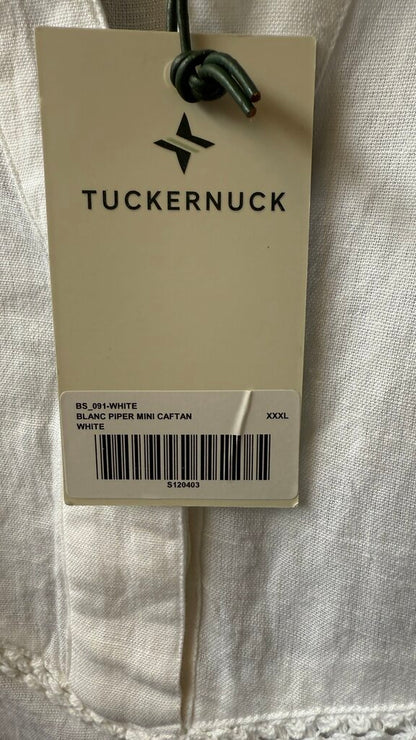 TUCKERNUCK
BS_091-WHITE
BLANC PIPER MINI CAFTAN XXXL
WHITE
S120403